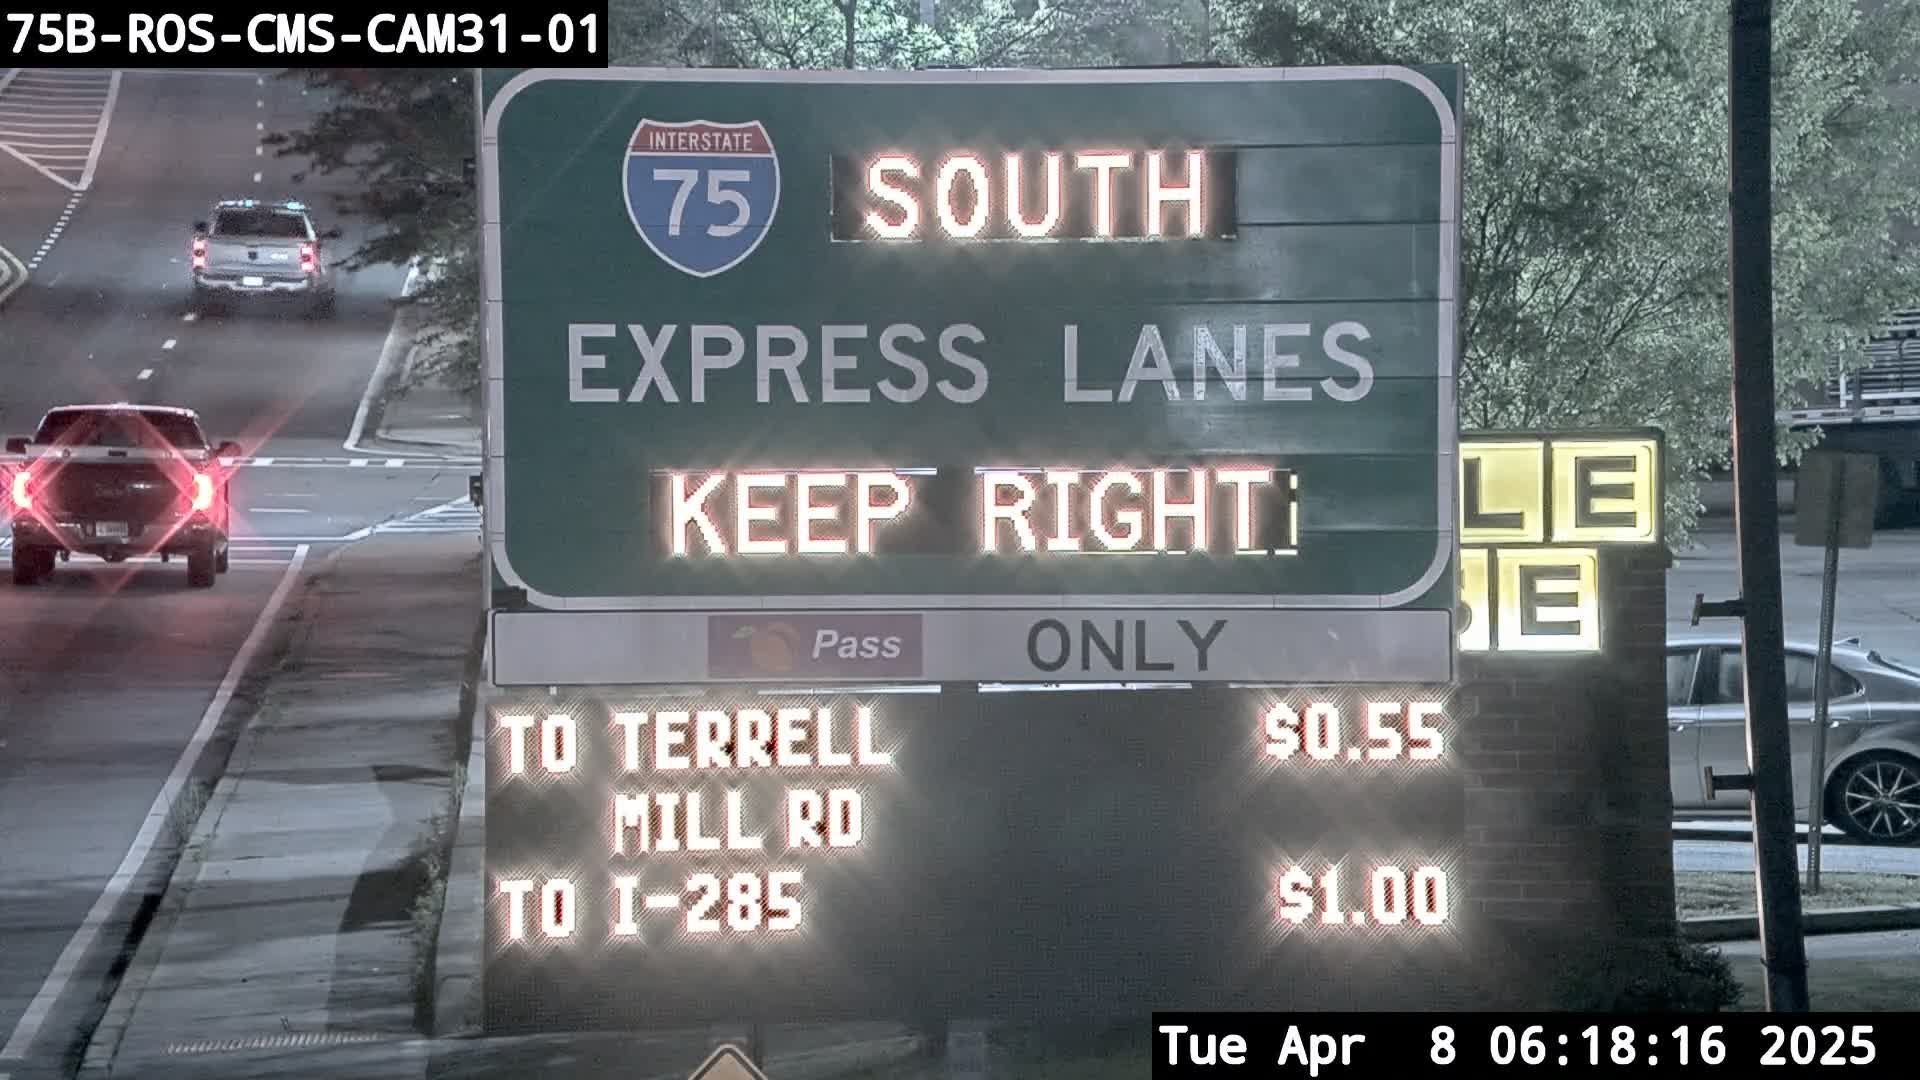 75B-ROS-CMS-CAM31-01
INTERSTATE
75
SOUTH
EXPRESS LANES
KEEP RIGHT
Pass ONLY
TO TERRELL $0.55
MILL RD
TO I-285 $1.00
LE
E
Tue Apr 8 06:18:16 2025